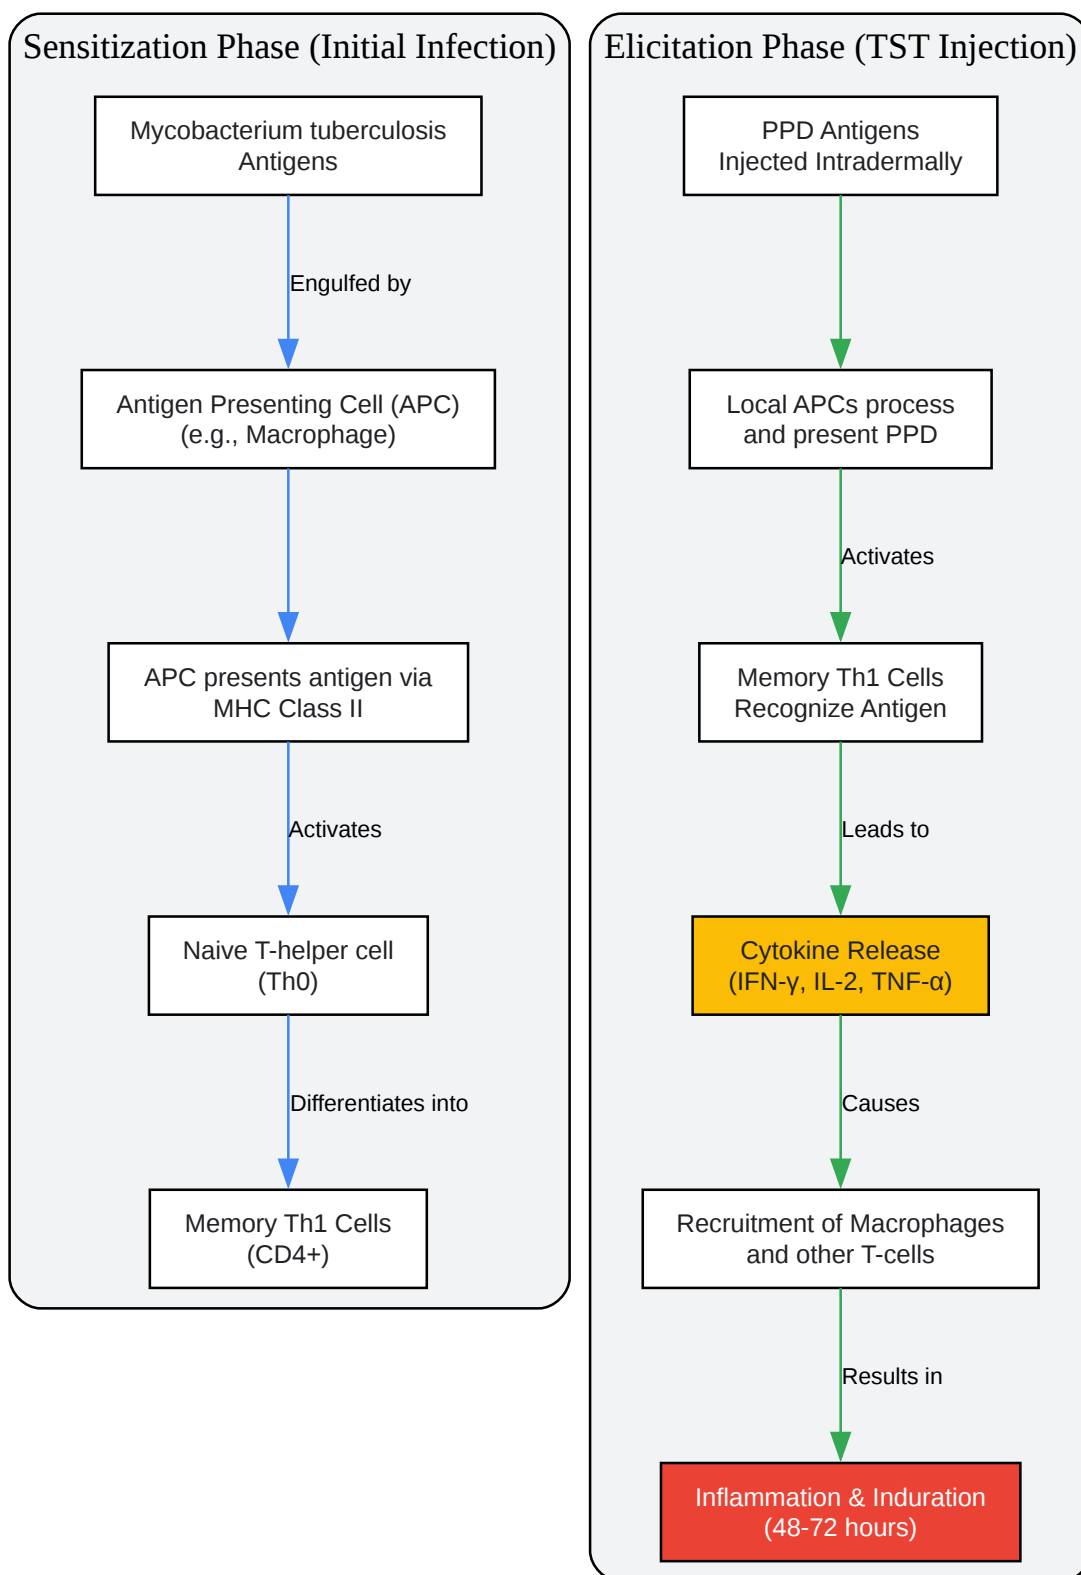 Sensitization Phase (Initial Infection)
Mycobacterium tuberculosis
Antigens
Engulfed by
Antigen Presenting Cell (APC)
(e.g., Macrophage)
APC presents antigen via
MHC Class II
Activates
Naive T-helper cell
(Th0)
Differentiates into
Memory Th1 Cells
(CD4+)
Elicitation Phase (TST Injection)
PPD Antigens
Injected Intradermally
Local APCs process
and present PPD
Activates
Memory Th1 Cells
Recognize Antigen
Leads to
Cytokine Release
(IFN-γ, IL-2, TNF-α)
Causes
Recruitment of Macrophages
and other T-cells
Results in
Inflammation & Induration
(48-72 hours)